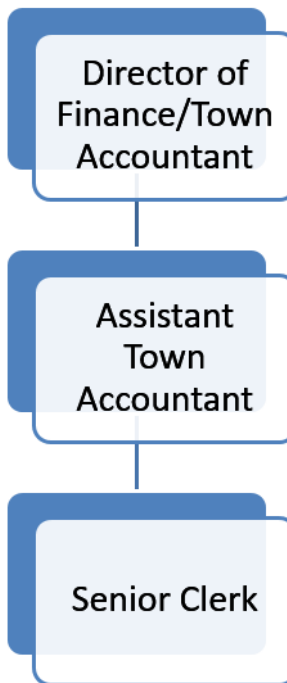 Director of
Finance/Town
Accountant
Assistant
Town
Accountant
Senior Clerk